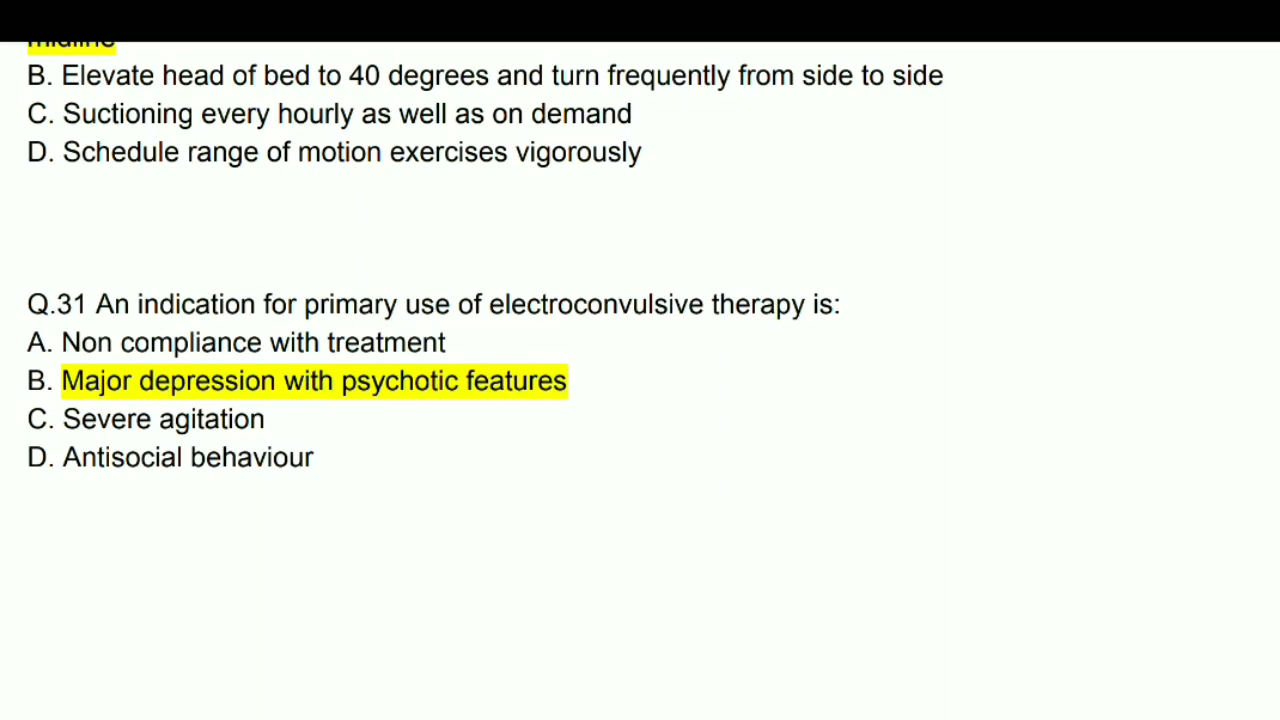 midline
B. Elevate head of bed to 40 degrees and turn frequently from side to side
C. Suctioning every hourly as well as on demand
D. Schedule range of motion exercises vigorously
Q.31 An indication for primary use of electroconvulsive therapy is:
A. Non compliance with treatment
B. Major depression with psychotic features
C. Severe agitation
D. Antisocial behaviour